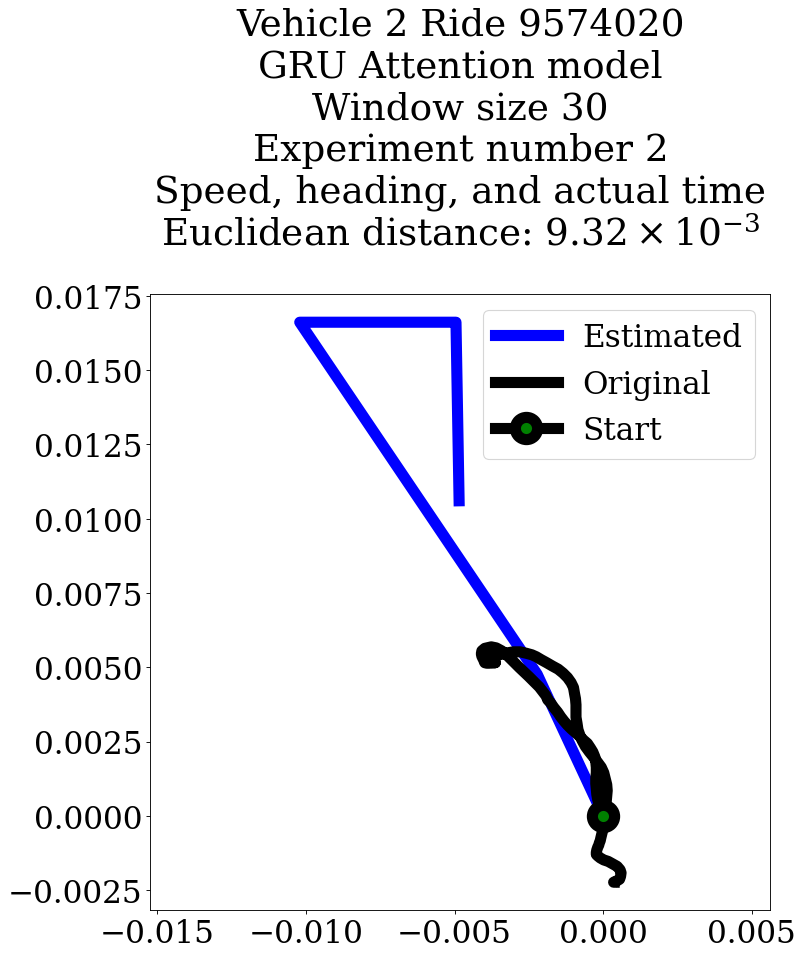 Vehicle 2 Ride 9574020
GRU Attention model
Window size 30
Experiment number 2
Speed, heading, and actual time
Euclidean distance: 9.32 × 10⁻³
0.0175
0.0150
0.0125
0.0100
0.0075
0.0050
0.0025
0.0000
−0.0025
Estimated
Original
Start
−0.015 −0.010 −0.005 0.000 0.005